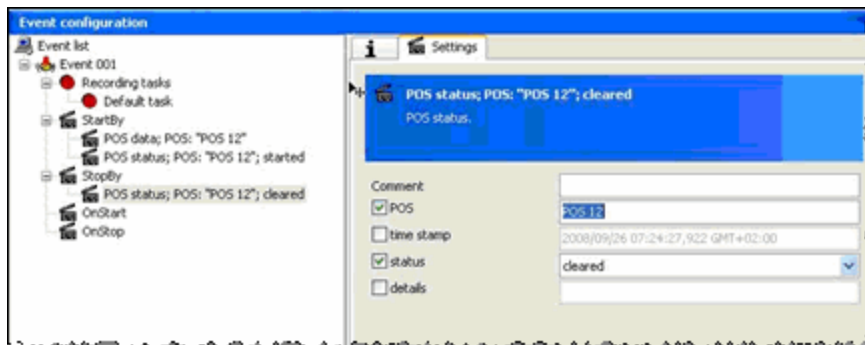 Event configuration
Event list
Event 001
Recording tasks
Default task
StartBy
POS data; POS: "POS 12"
POS status; POS: "POS 12"; started
StopBy
POS status; POS: "POS 12"; cleared
OnStart
OnStop
i Settings
POS status; POS: "POS 12"; cleared
POS status.
Comment
POS POS 12
time stamp 2008/09/26 07:24:27,922 GMT+02:00
status cleared
details